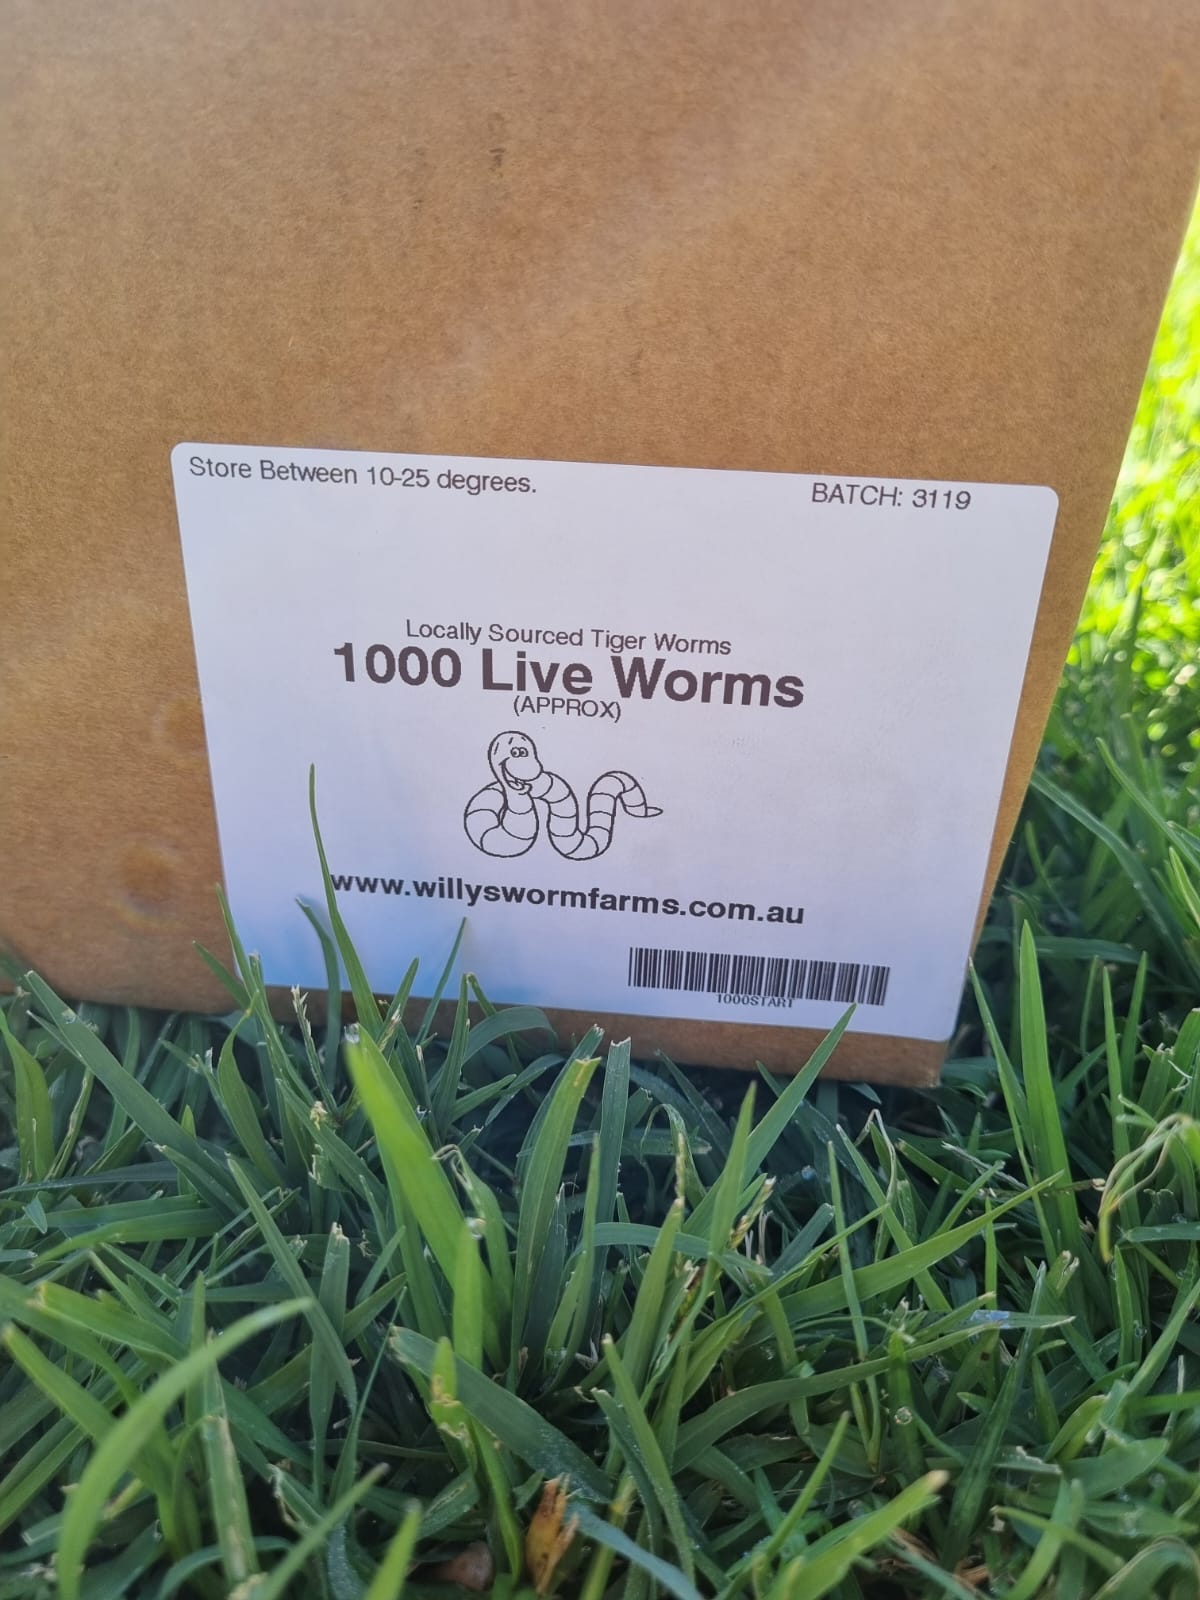 Store Between 10-25 degrees.
BATCH: 3119
Locally Sourced Tiger Worms
1000 Live Worms
(APPROX)
www.willyswormfarms.com.au
1000START